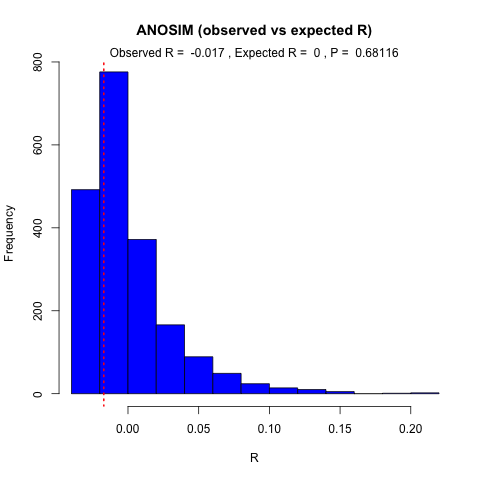 ANOSIM (observed vs expected R)
Observed R =  -0.017 , Expected R =  0 , P =  0.68116
Frequency
800
600
400
200
0
0.00 0.05 0.10 0.15 0.20
R